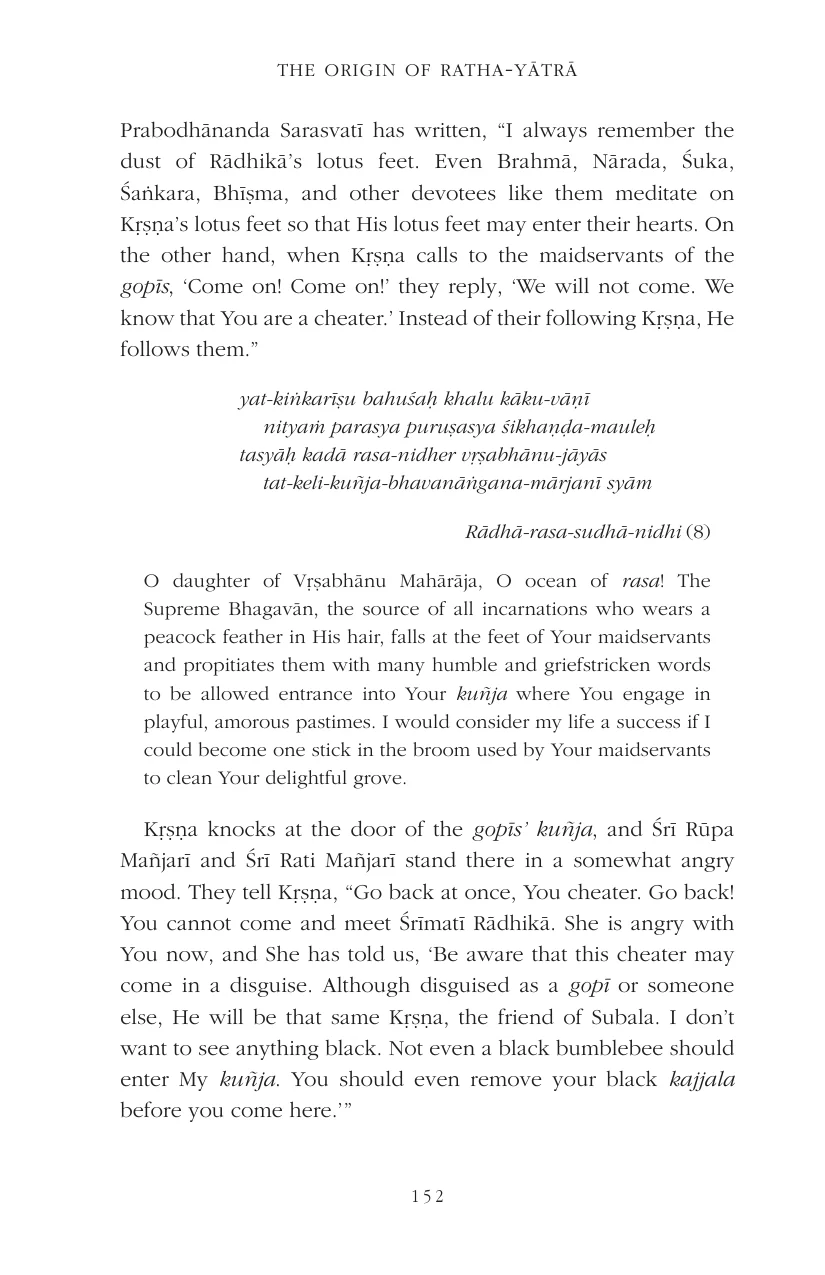 THE ORIGIN OF RATHA-YĀTRĀ
Prabodhānanda Sarasvatī has written, “I always remember the
dust of Rādhikā’s lotus feet. Even Brahmā, Nārada, Śuka,
Śaṅkara, Bhīṣma, and other devotees like them meditate on
Kṛṣṇa’s lotus feet so that His lotus feet may enter their hearts. On
the other hand, when Kṛṣṇa calls to the maidservants of the
gopīs, ‘Come on! Come on!’ they reply, ‘We will not come. We
know that You are a cheater.’ Instead of their following Kṛṣṇa, He
follows them.”
yat-kiṅkarīṣu bahuśaḥ khalu kāku-vāṇī
nityaṁ parasya puruṣasya śikhaṇḍa-mauleḥ
tasyāḥ kadā rasa-nidher vṛṣabhānu-jāyās
tat-keli-kuñja-bhavanāṅgana-mārjanī syām
Rādhā-rasa-sudhā-nidhi (8)
O daughter of Vṛṣabhānu Mahārāja, O ocean of rasa! The
Supreme Bhagavān, the source of all incarnations who wears a
peacock feather in His hair, falls at the feet of Your maidservants
and propitiates them with many humble and griefstricken words
to be allowed entrance into Your kuñja where You engage in
playful, amorous pastimes. I would consider my life a success if I
could become one stick in the broom used by Your maidservants
to clean Your delightful grove.
Kṛṣṇa knocks at the door of the gopīs’ kuñja, and Śrī Rūpa
Mañjarī and Śrī Rati Mañjarī stand there in a somewhat angry
mood. They tell Kṛṣṇa, “Go back at once, You cheater. Go back!
You cannot come and meet Śrīmatī Rādhikā. She is angry with
You now, and She has told us, ‘Be aware that this cheater may
come in a disguise. Although disguised as a gopī or someone
else, He will be that same Kṛṣṇa, the friend of Subala. I don’t
want to see anything black. Not even a black bumblebee should
enter My kuñja. You should even remove your black kajjala
before you come here.’”
152